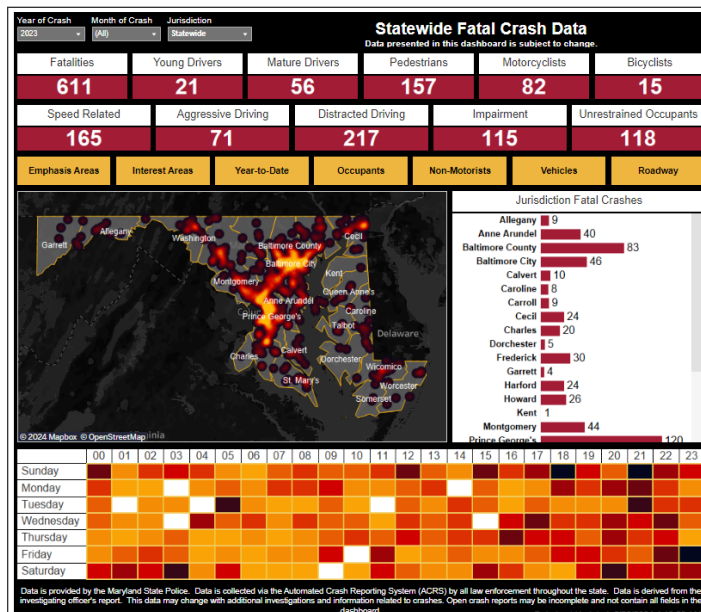 Year of Crash
Month of Crash
Jurisdiction
2023
(All)
Statewide
Statewide Fatal Crash Data
Data presented in this dashboard is subject to change.
Fatalities
Young Drivers
Mature Drivers
Pedestrians
Motorcyclists
Bicyclists
611
21
56
157
82
15
Speed Related
Aggressive Driving
Distracted Driving
Impairment
Unrestrained Occupants
165
71
217
115
118
Emphasis Areas
Interest Areas
Year-to-Date
Occupants
Non-Motorists
Vehicles
Roadway
Garrett
Allegany
Washington
Baltimore County
Cecil
Baltimore City
Kent
Montgomery
Queen Anne's
Anne Arundel
Caroline
Prince George's
Talbot
Delaware
Charles
Calvert
Dorchester
Wicomico
St. Mary's
Worcester
Somerset
© 2024 Mapbox © OpenStreetMap
Jurisdiction Fatal Crashes
Allegany 9
Anne Arundel 40
Baltimore County 83
Baltimore City 46
Calvert 10
Caroline 8
Carroll 9
Cecil 24
Charles 20
Dorchester 5
Frederick 30
Garrett 4
Harford 24
Howard 26
Kent 1
Montgomery 44
Prince George's 120
00 01 02 03 04 05 06 07 08 09 10 11 12 13 14 15 16 17 18 19 20 21 22 23
Sunday
Monday
Tuesday
Wednesday
Thursday
Friday
Saturday
Data is provided by the Maryland State Police. Data is collected via the Automated Crash Reporting System (ACRS) by all law enforcement throughout the state. Data is derived from the
investigating officer's report. This data may change with additional investigations and information related to crashes. Open crash reports may be incomplete and not contain all fields in the
dashboard